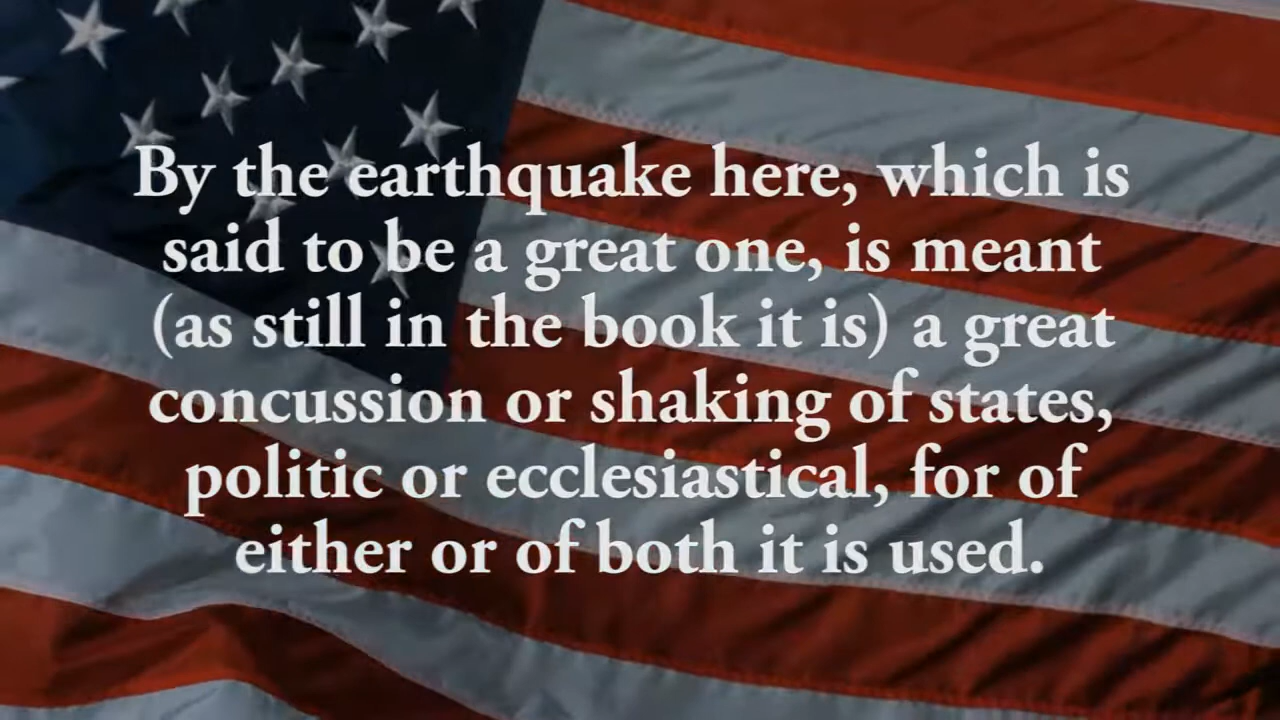 By the earthquake here, which is
said to be a great one, is meant
(as still in the book it is) a great
concussion or shaking of states,
politic or ecclesiastical, for of
either or of both it is used.